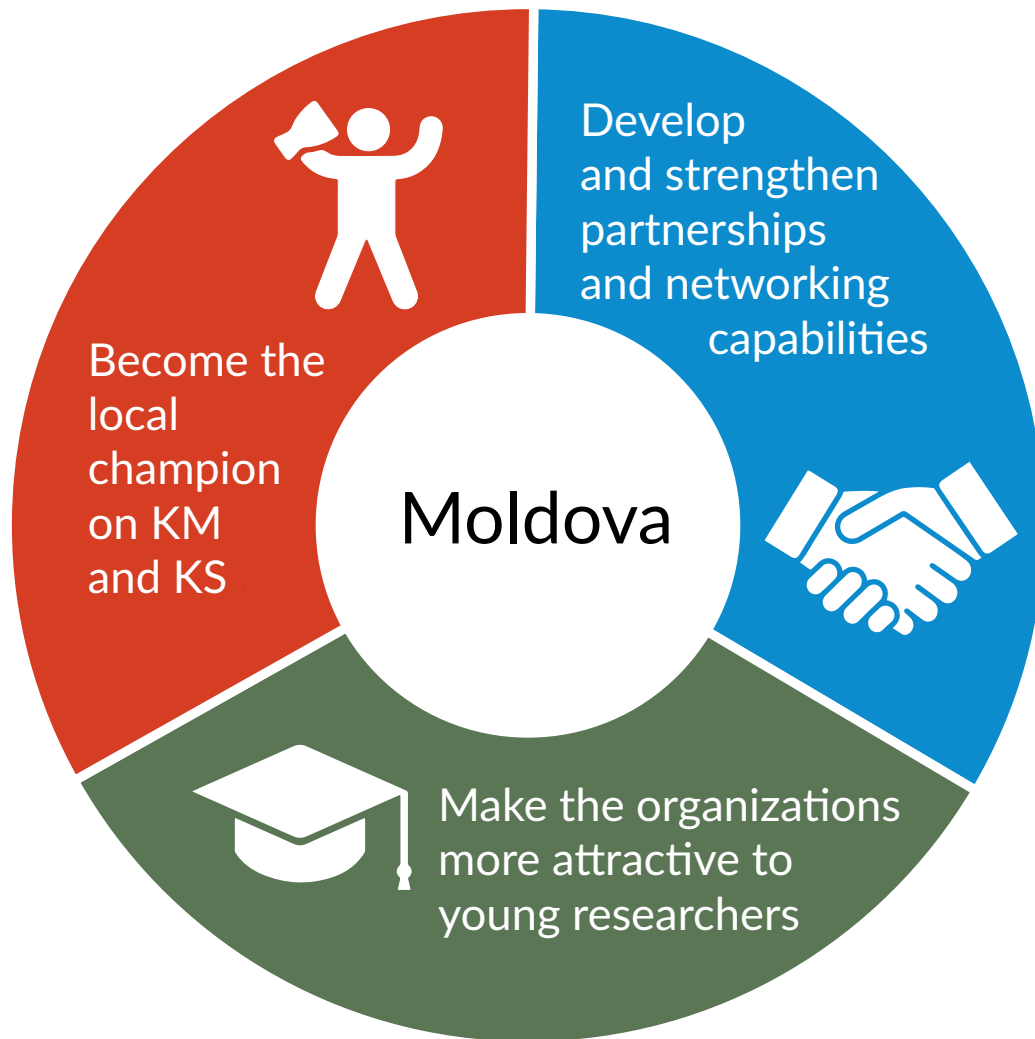 Develop
and strengthen
partnerships
and networking
capabilities
Become the
local
champion
on KM
and KS
Moldova
Make the organizations
more attractive to
young researchers